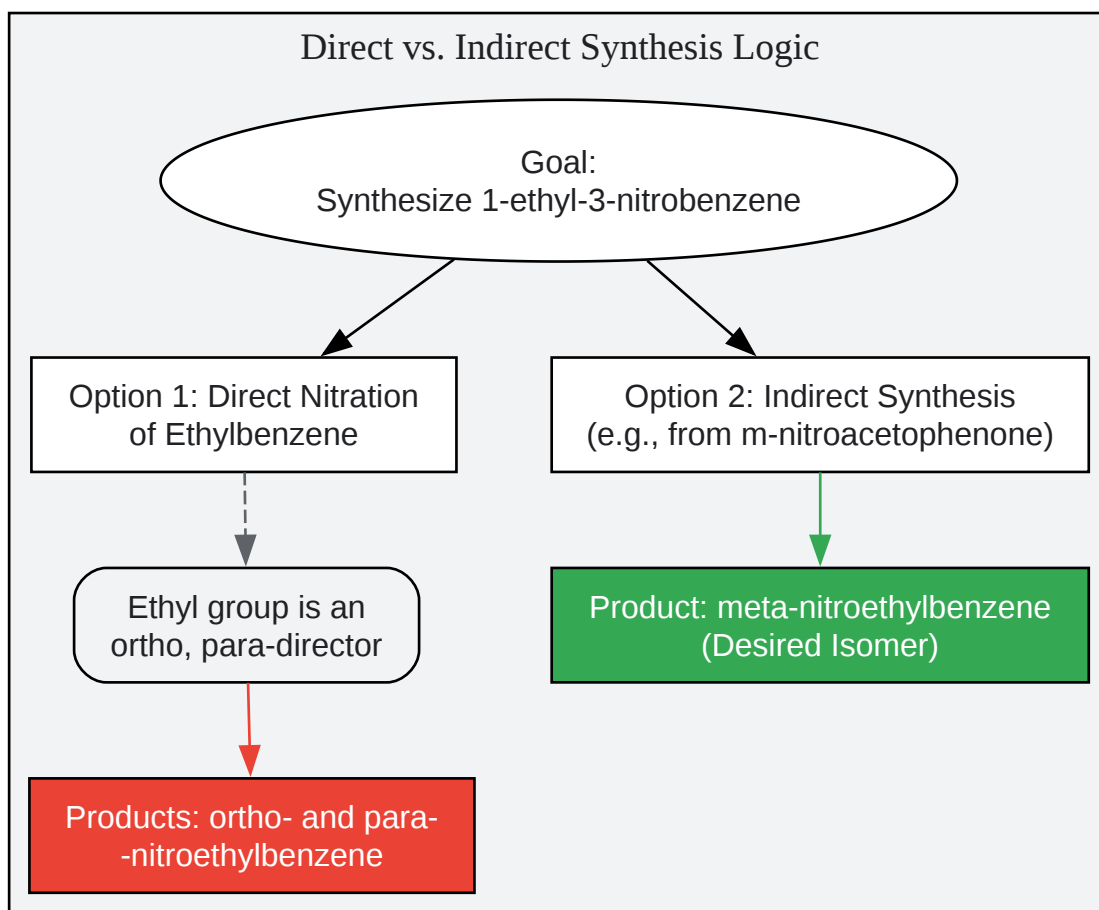 Direct vs. Indirect Synthesis Logic
Goal:
Synthesize 1-ethyl-3-nitrobenzene
Option 1: Direct Nitration
of Ethylbenzene
Option 2: Indirect Synthesis
(e.g., from m-nitroacetophenone)
Ethyl group is an
ortho, para-director
Product: meta-nitroethylbenzene
(Desired Isomer)
Products: ortho- and para-
-nitroethylbenzene